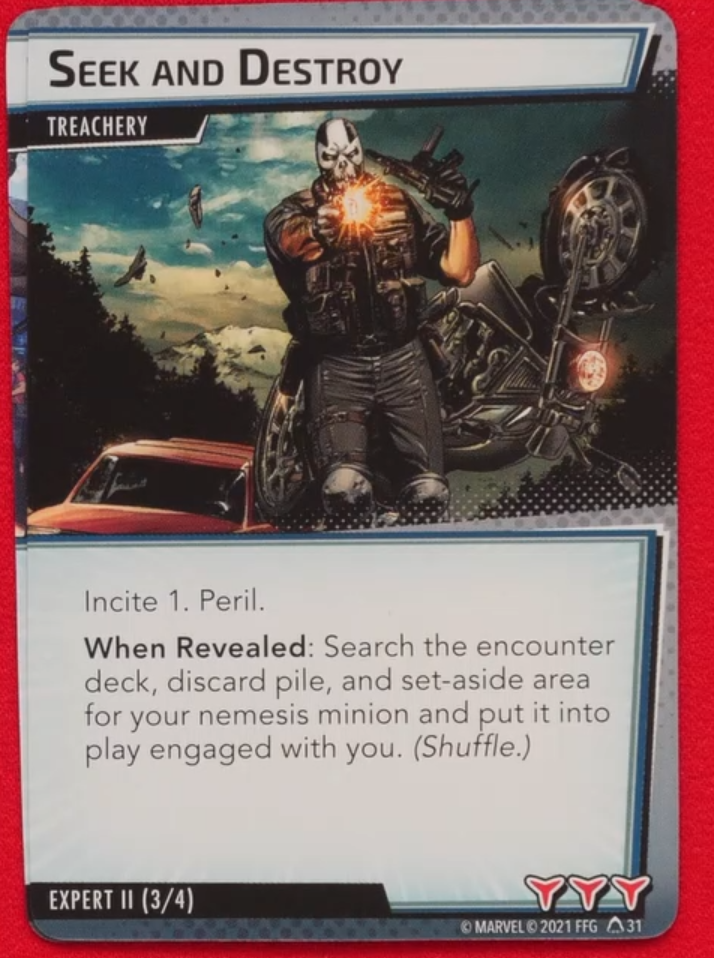 SEEK AND DESTROY
TREACHERY
Incite 1. Peril.
When Revealed: Search the encounter
deck, discard pile, and set-aside area
for your nemesis minion and put it into
play engaged with you. (Shuffle.)
EXPERT II (3/4)
© MARVEL © 2021 FFG 31